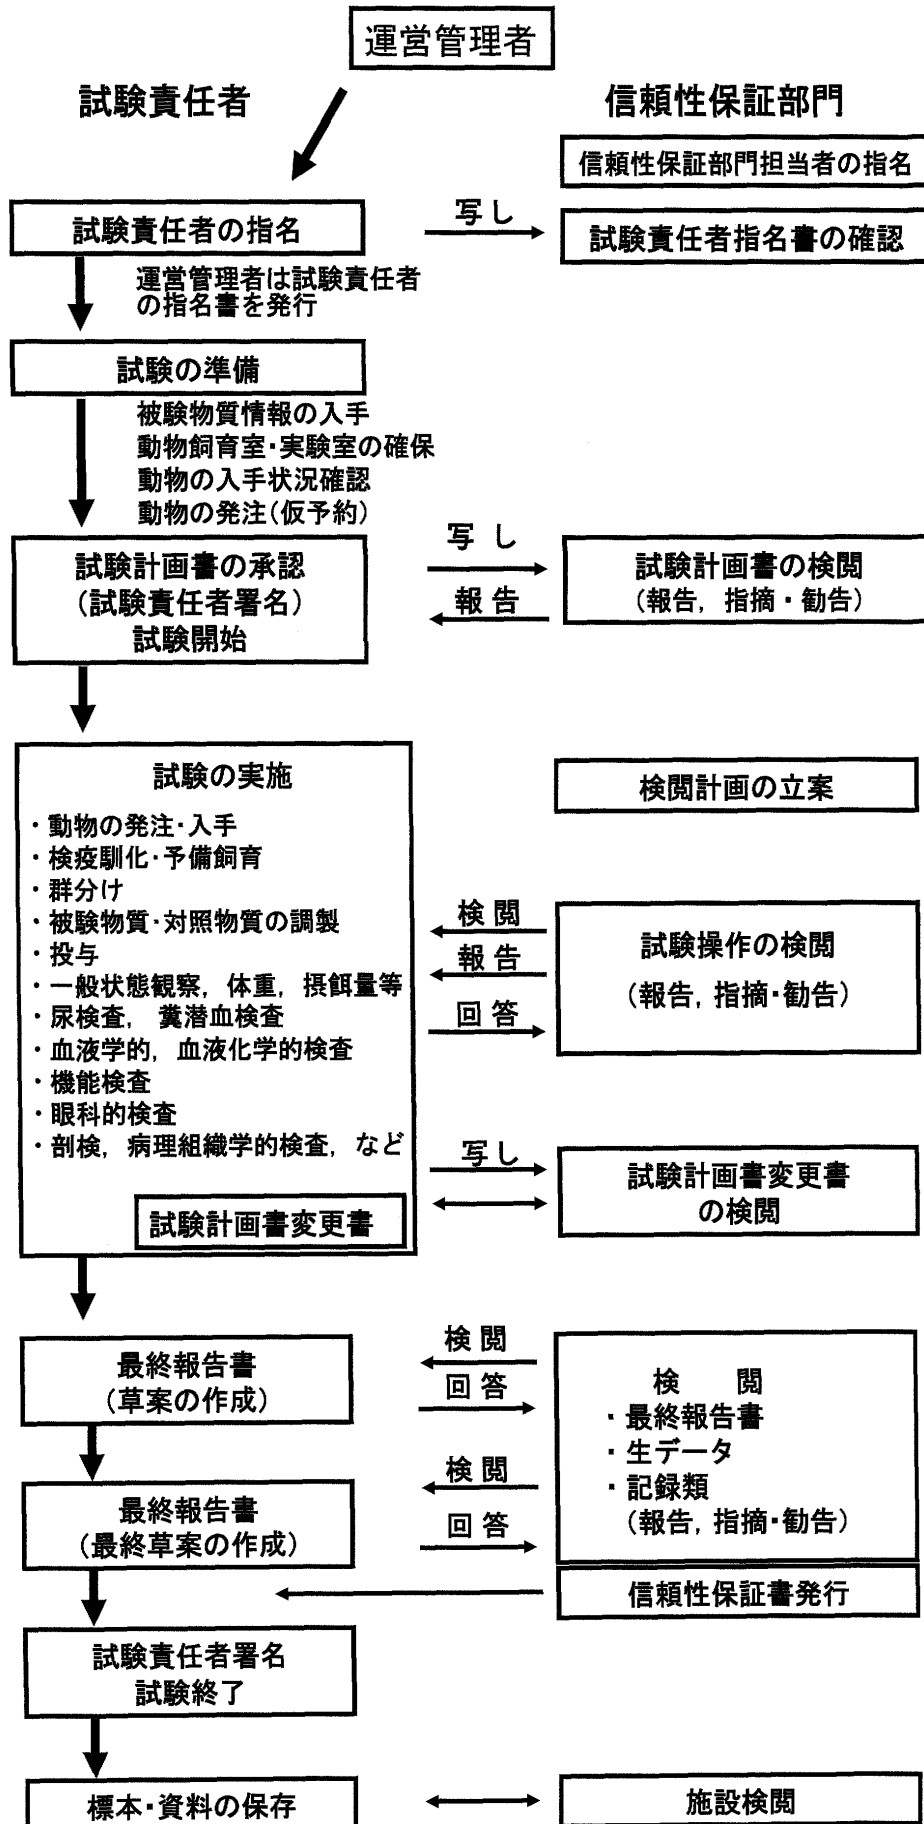 運営管理者
試験責任者
信頼性保証部門
信頼性保証部門担当者の指名
試験責任者の指名
写し
試験責任者指名書の確認
運営管理者は試験責任者
の指名書を発行
試験の準備
被験物質情報の入手
動物飼育室・実験室の確保
動物の入手状況確認
動物の発注(仮予約)
試験計画書の承認
(試験責任者署名)
試験開始
写し
報告
試験計画書の検閲
(報告, 指摘・勧告)
試験の実施
・動物の発注・入手
・検疫馴化・予備飼育
・群分け
・被験物質・対照物質の調製
・投与
・一般状態観察, 体重, 摂餌量等
・尿検査, 糞潜血検査
・血液学的, 血液化学的検査
・機能検査
・眼科的検査
・剖検, 病理組織学的検査, など
試験計画書変更書
検閲計画の立案
検閲
報告
回答
試験操作の検閲
(報告, 指摘・勧告)
写し
試験計画書変更書
の検閲
最終報告書
(草案の作成)
検閲
回答
検 閲
・最終報告書
・生データ
・記録類
(報告, 指摘・勧告)
最終報告書
(最終草案の作成)
検閲
回答
信頼性保証書発行
試験責任者署名
試験終了
標本・資料の保存
施設検閲